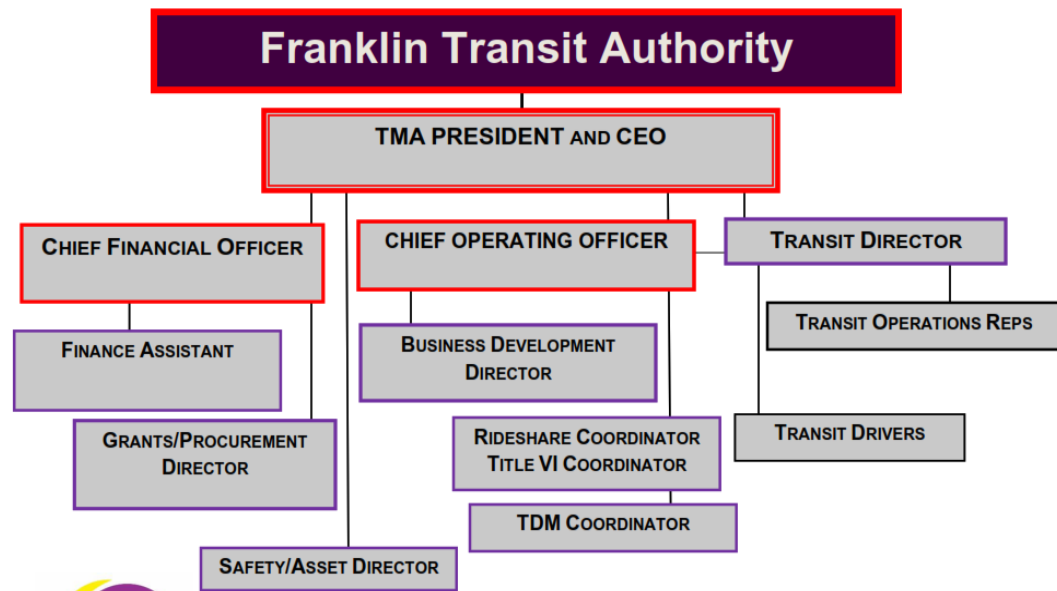 Franklin Transit Authority
TMA PRESIDENT AND CEO
CHIEF FINANCIAL OFFICER
CHIEF OPERATING OFFICER
TRANSIT DIRECTOR
FINANCE ASSISTANT
BUSINESS DEVELOPMENT
DIRECTOR
TRANSIT OPERATIONS REPS
GRANTS/PROCUREMENT
DIRECTOR
RIDESHARE COORDINATOR
TITLE VI COORDINATOR
TRANSIT DRIVERS
TDM COORDINATOR
SAFETY/ASSET DIRECTOR